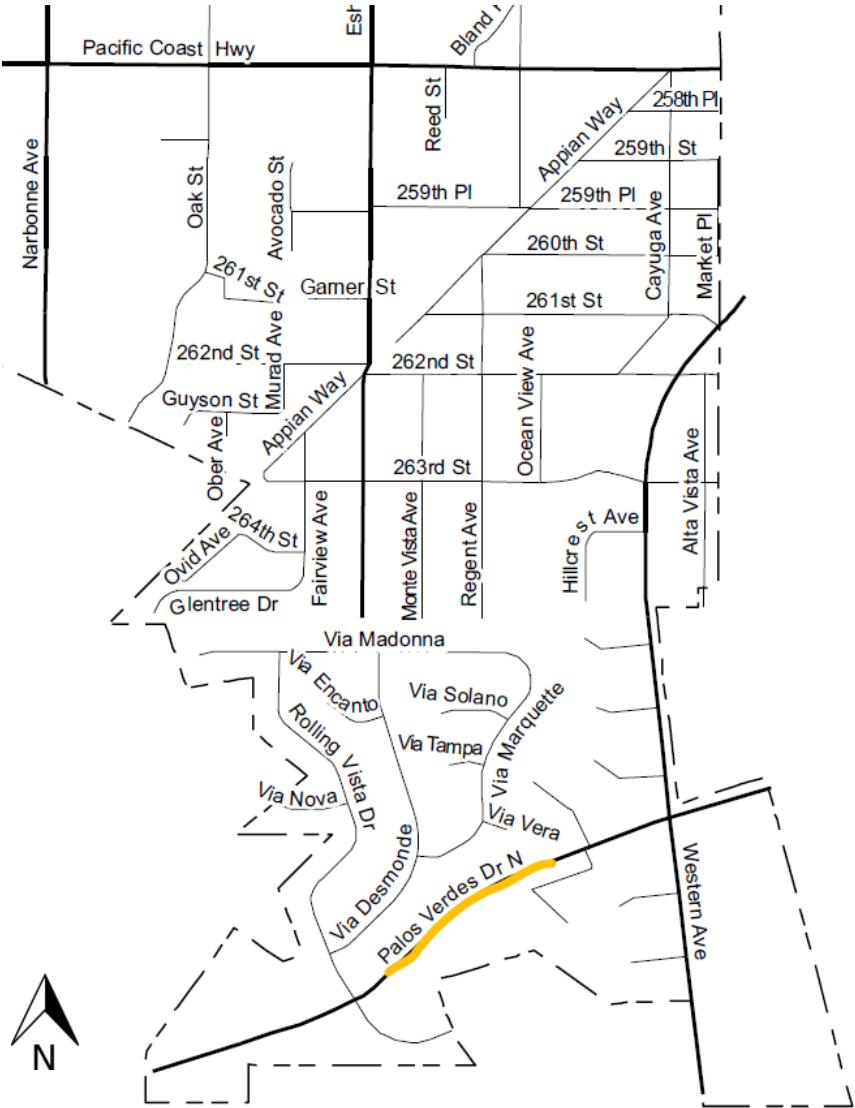 Esh
Bland
Pacific Coast Hwy
Reed St
258th Pl
Appian Way
259th St
Narbonne Ave
Oak St
Avocado St
259th Pl
259th Pl
Cayuga Ave
Market Pl
260th St
261st St
Garner St
261st St
Murad Ave
262nd St
262nd St
Ocean View Ave
Guyson St
Appian Way
Ober Ave
263rd St
Alta Vista Ave
264th St
Fairview Ave
Monte Vista Ave
Regent Ave
Hillcrest Ave
Ovid Ave
Glentree Dr
Via Madonna
Via Encanto
Via Solano
Via Marquette
Rolling Vista Dr
Via Tampa
Via Nova
Via Vera
Via Desmonde
Palos Verdes Dr N
Western Ave
N